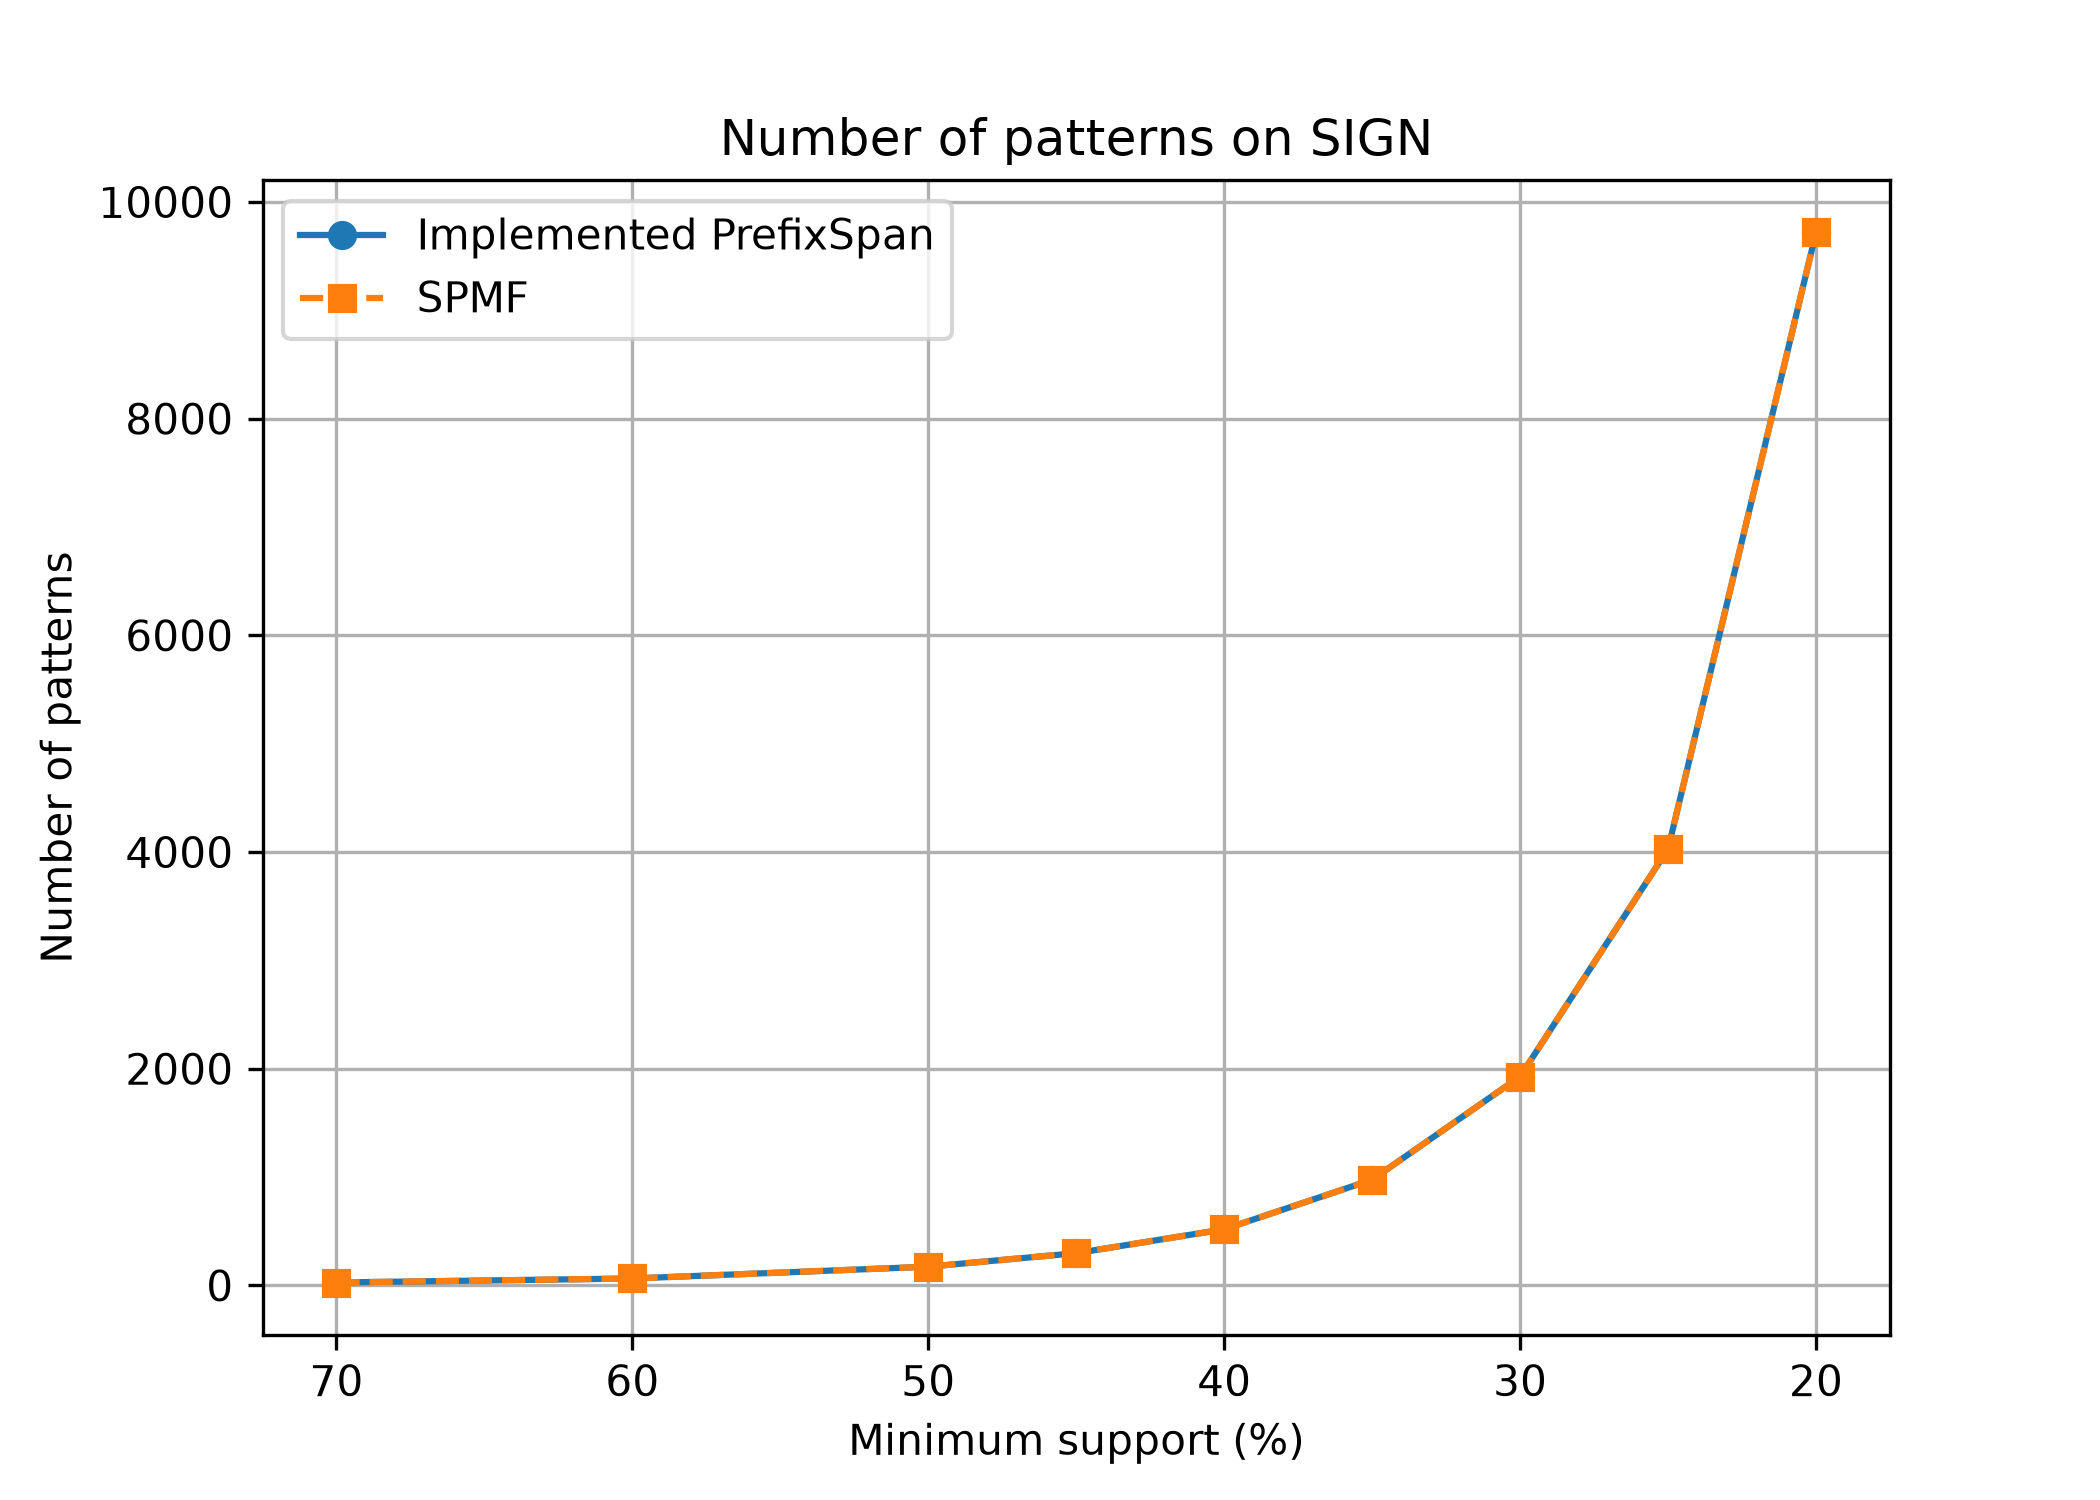 Number of patterns on SIGN
10000
8000
6000
4000
2000
0
Number of patterns
Implemented PrefixSpan
SPMF
70 60 50 40 30 20
Minimum support (%)